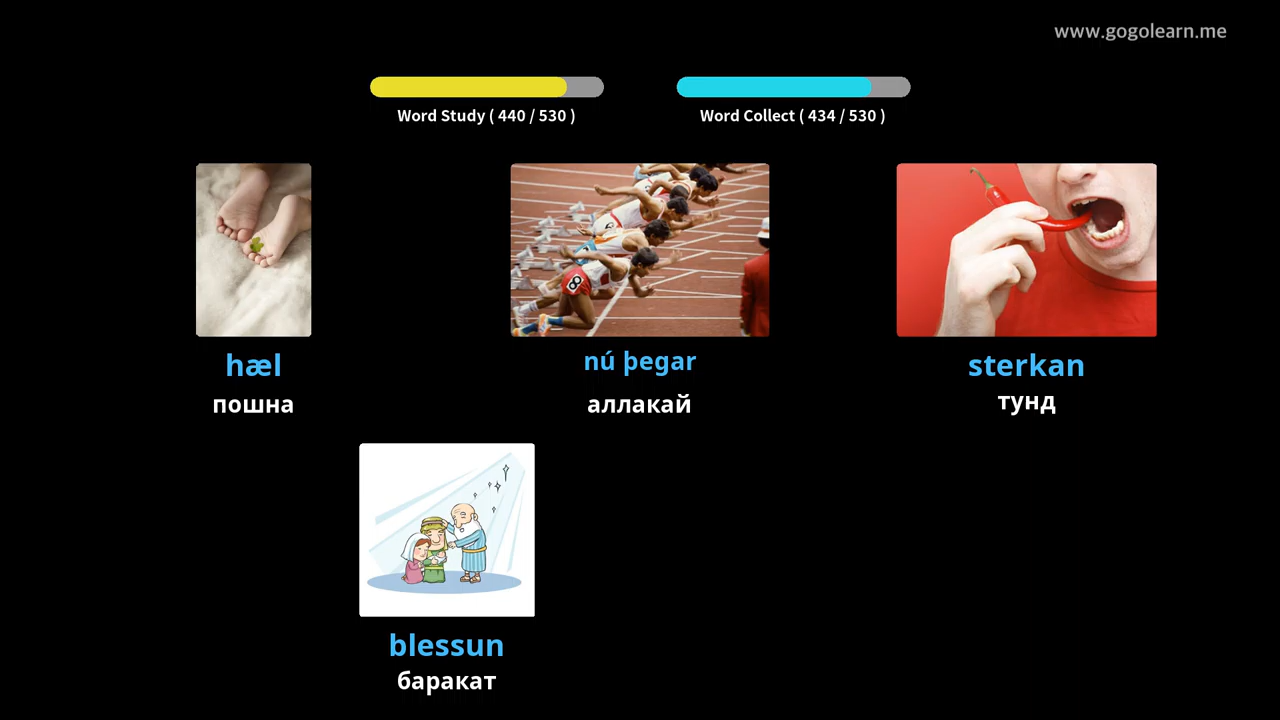 www.gogolearn.me
Word Study ( 440 / 530 )
Word Collect ( 434 / 530 )
hæl
nú þegar
sterkan
пошна
аллакай
тунд
blessun
баракат